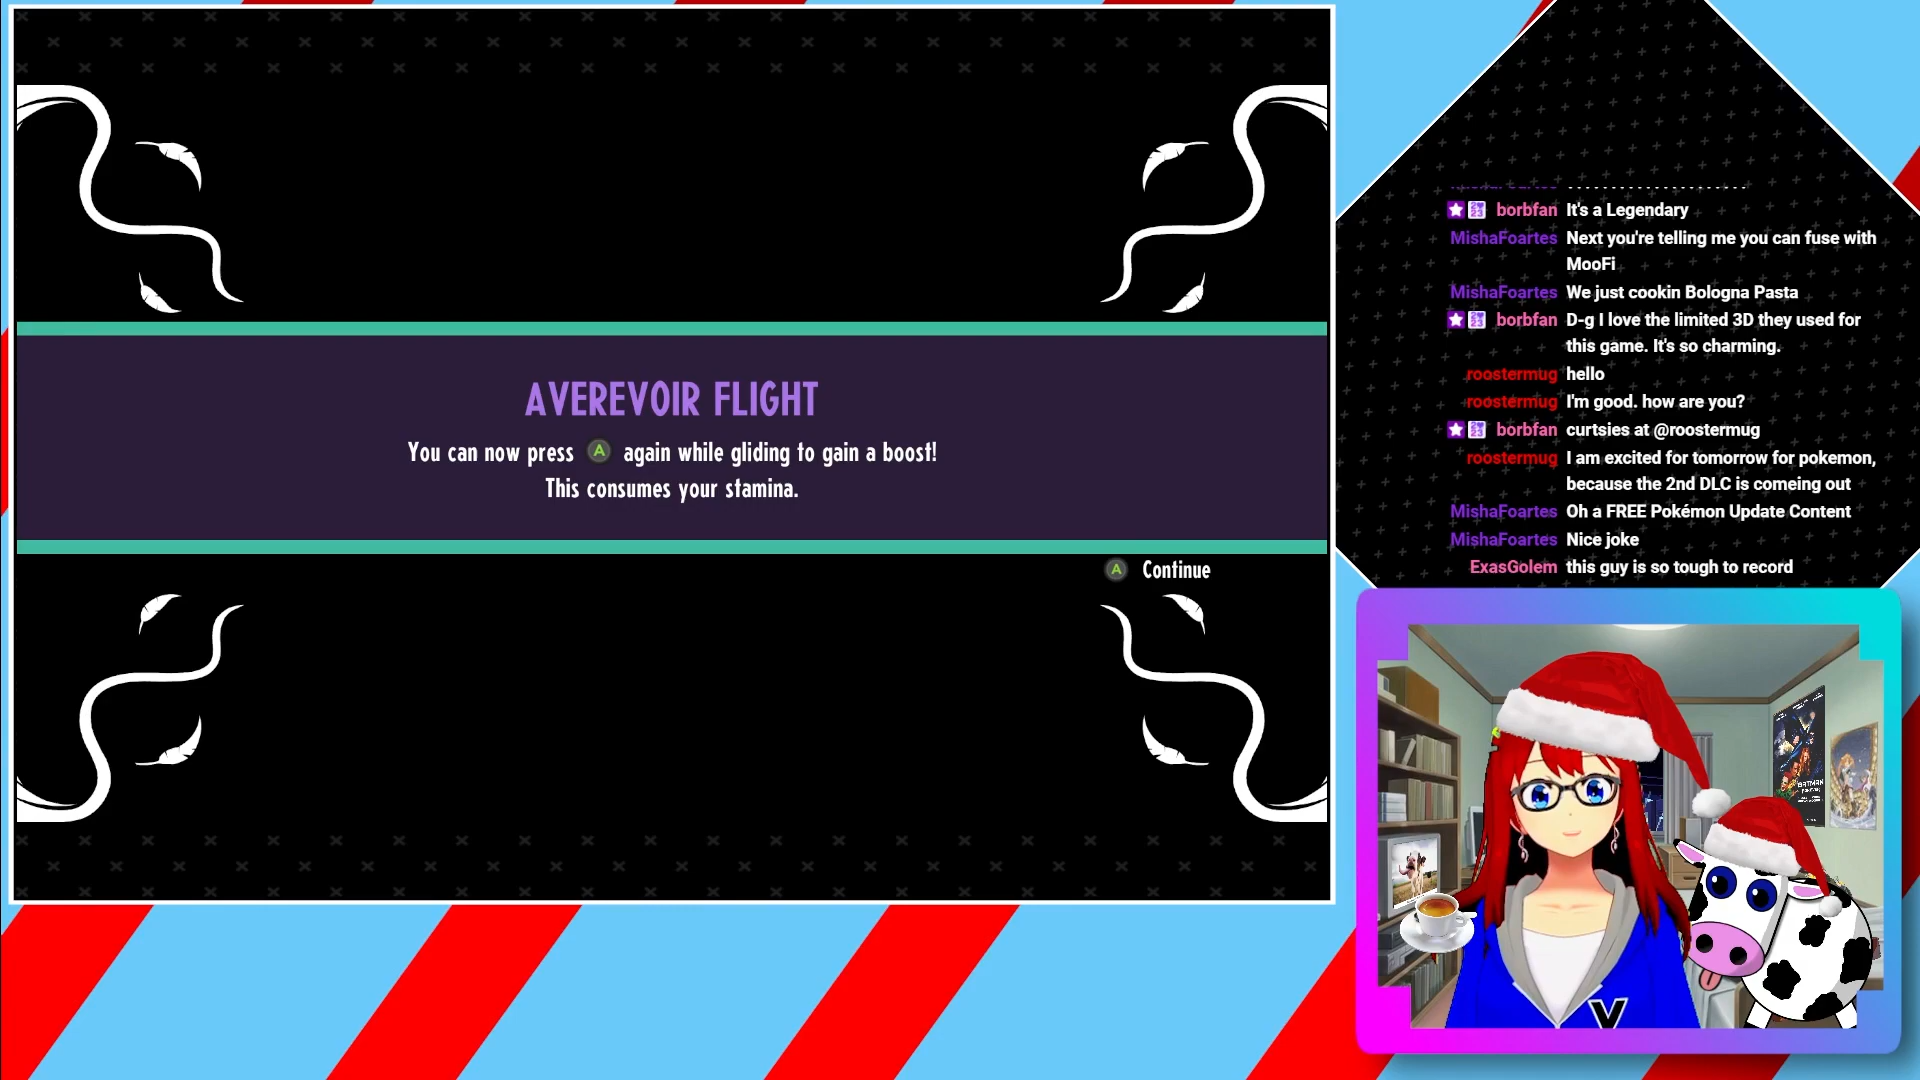 AVEREVOIR FLIGHT
You can now press A again while gliding to gain a boost!
This consumes your stamina.
A Continue
borbfan It's a Legendary
MishaFoartes Next you're telling me you can fuse with
MooFi
MishaFoartes We just cookin Bologna Pasta
borbfan D-g I love the limited 3D they used for
this game. It's so charming.
roostermug hello
roostermug I'm good. how are you?
borbfan curtsies at @roostermug
roostermug I am excited for tomorrow for pokemon,
because the 2nd DLC is comeing out
MishaFoartes Oh a FREE Pokémon Update Content
MishaFoartes Nice joke
ExasGolem this guy is so tough to record
BATMAN
V